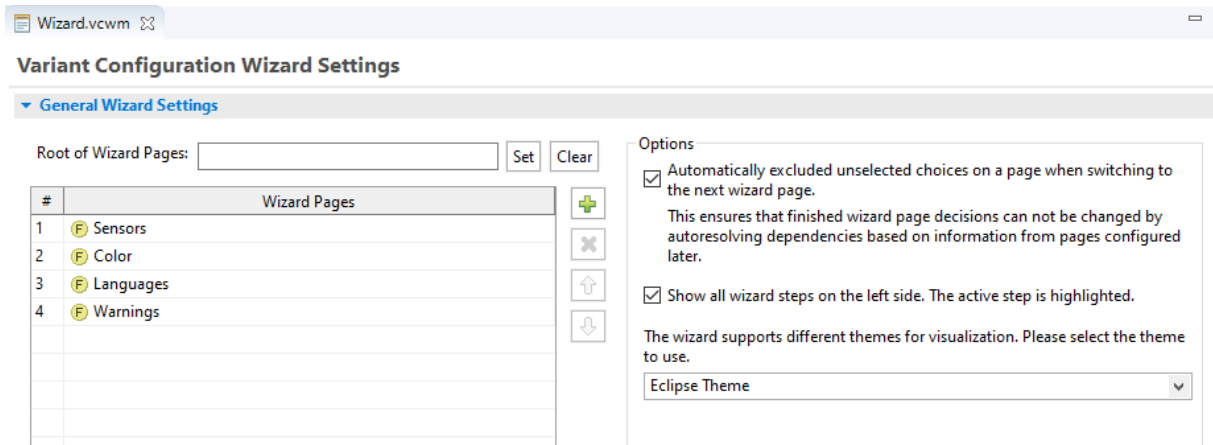 Wizard.vcwm
Variant Configuration Wizard Settings
General Wizard Settings
Root of Wizard Pages:
Set
Clear
# Wizard Pages
1 F Sensors
2 F Color
3 F Languages
4 F Warnings
Options
Automatically excluded unselected choices on a page when switching to
the next wizard page.
This ensures that finished wizard page decisions can not be changed by
autoresolving dependencies based on information from pages configured
later.
Show all wizard steps on the left side. The active step is highlighted.
The wizard supports different themes for visualization. Please select the theme
to use.
Eclipse Theme